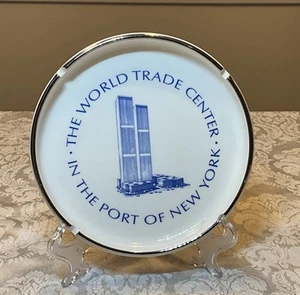 · THE WORLD TRADE CENTER ·
IN THE PORT OF NEW YORK